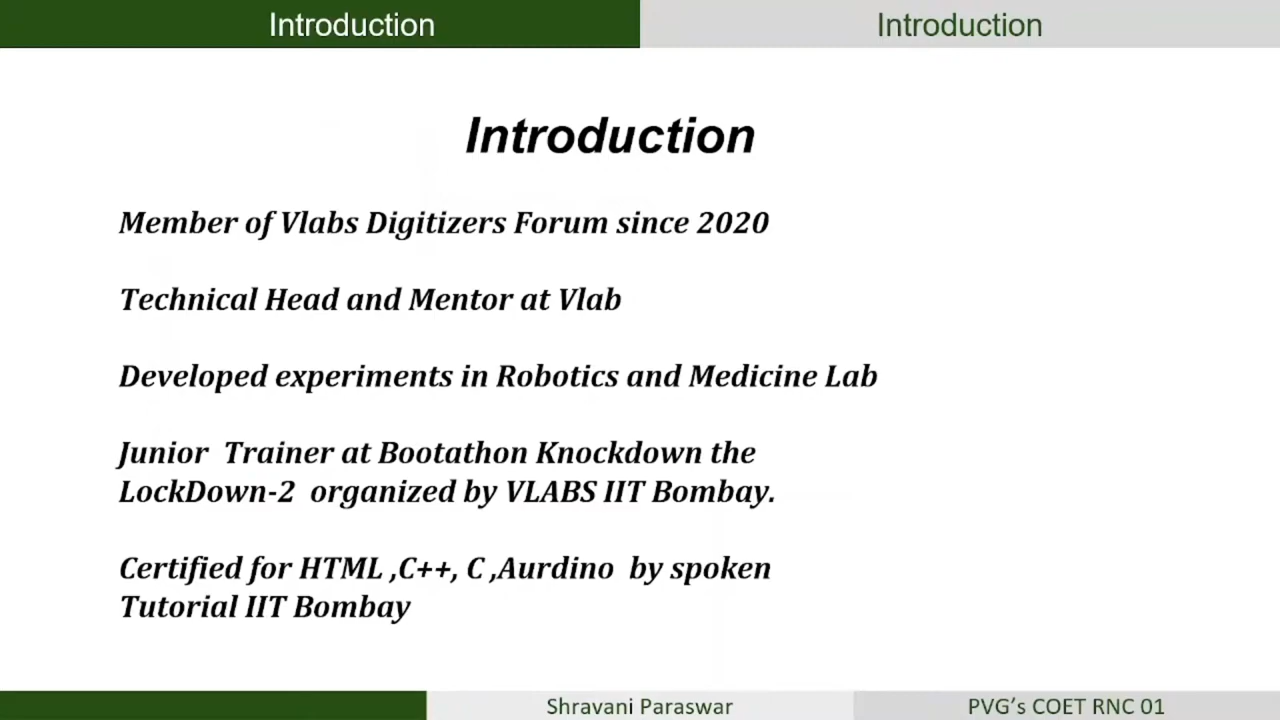 Introduction
Introduction
Introduction
Member of Vlabs Digitizers Forum since 2020
Technical Head and Mentor at Vlab
Developed experiments in Robotics and Medicine Lab
Junior  Trainer at Bootathon Knockdown the
LockDown-2  organized by VLABS IIT Bombay.
Certified for HTML ,C++, C ,Aurdino  by spoken
Tutorial IIT Bombay
Shravani Paraswar
PVG's COET RNC 01